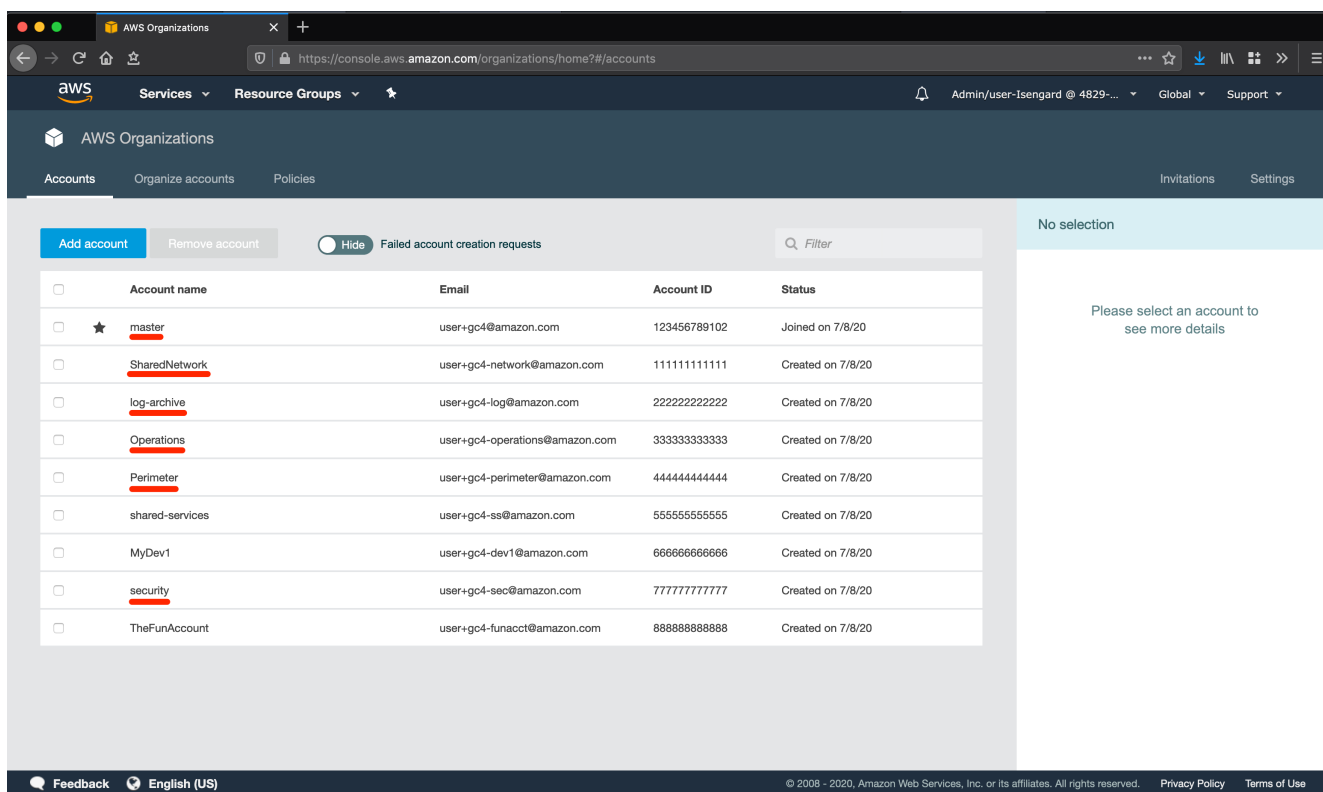 AWS Organizations
https://console.aws.amazon.com/organizations/home?#/accounts
aws Services Resource Groups Admin/user-Isengard @ 4829-... Global Support
AWS Organizations
Accounts Organize accounts Policies Invitations Settings
Add account Remove account Hide Failed account creation requests Filter No selection
Account name Email Account ID Status
Please select an account to
see more details
master user+gc4@amazon.com 123456789102 Joined on 7/8/20
SharedNetwork user+gc4-network@amazon.com 111111111111 Created on 7/8/20
log-archive user+gc4-log@amazon.com 222222222222 Created on 7/8/20
Operations user+gc4-operations@amazon.com 333333333333 Created on 7/8/20
Perimeter user+gc4-perimeter@amazon.com 444444444444 Created on 7/8/20
shared-services user+gc4-ss@amazon.com 555555555555 Created on 7/8/20
MyDev1 user+gc4-dev1@amazon.com 666666666666 Created on 7/8/20
security user+gc4-sec@amazon.com 777777777777 Created on 7/8/20
TheFunAccount user+gc4-funacct@amazon.com 888888888888 Created on 7/8/20
Feedback English (US) © 2008 - 2020, Amazon Web Services, Inc. or its affiliates. All rights reserved. Privacy Policy Terms of Use